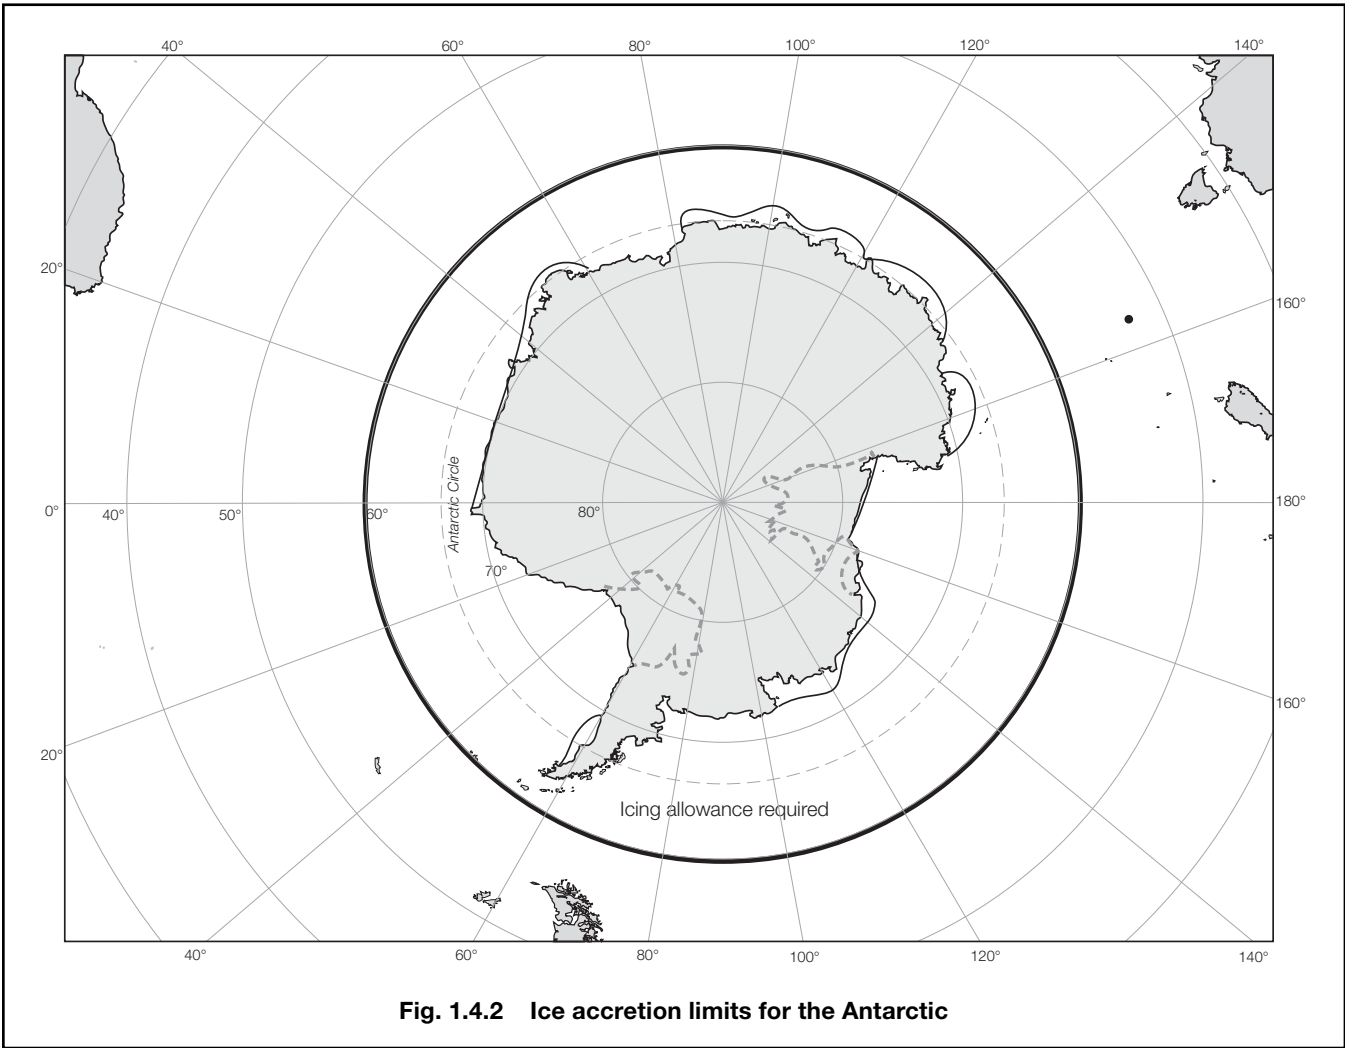 40° 60° 80° 100° 120° 140°
20°
160°
Antarctic Circle
0° 40° 50° 60° 80° 180°
70°
160°
20°
Icing allowance required
40° 60° 80° 100° 120° 140°
Fig. 1.4.2 Ice accretion limits for the Antarctic